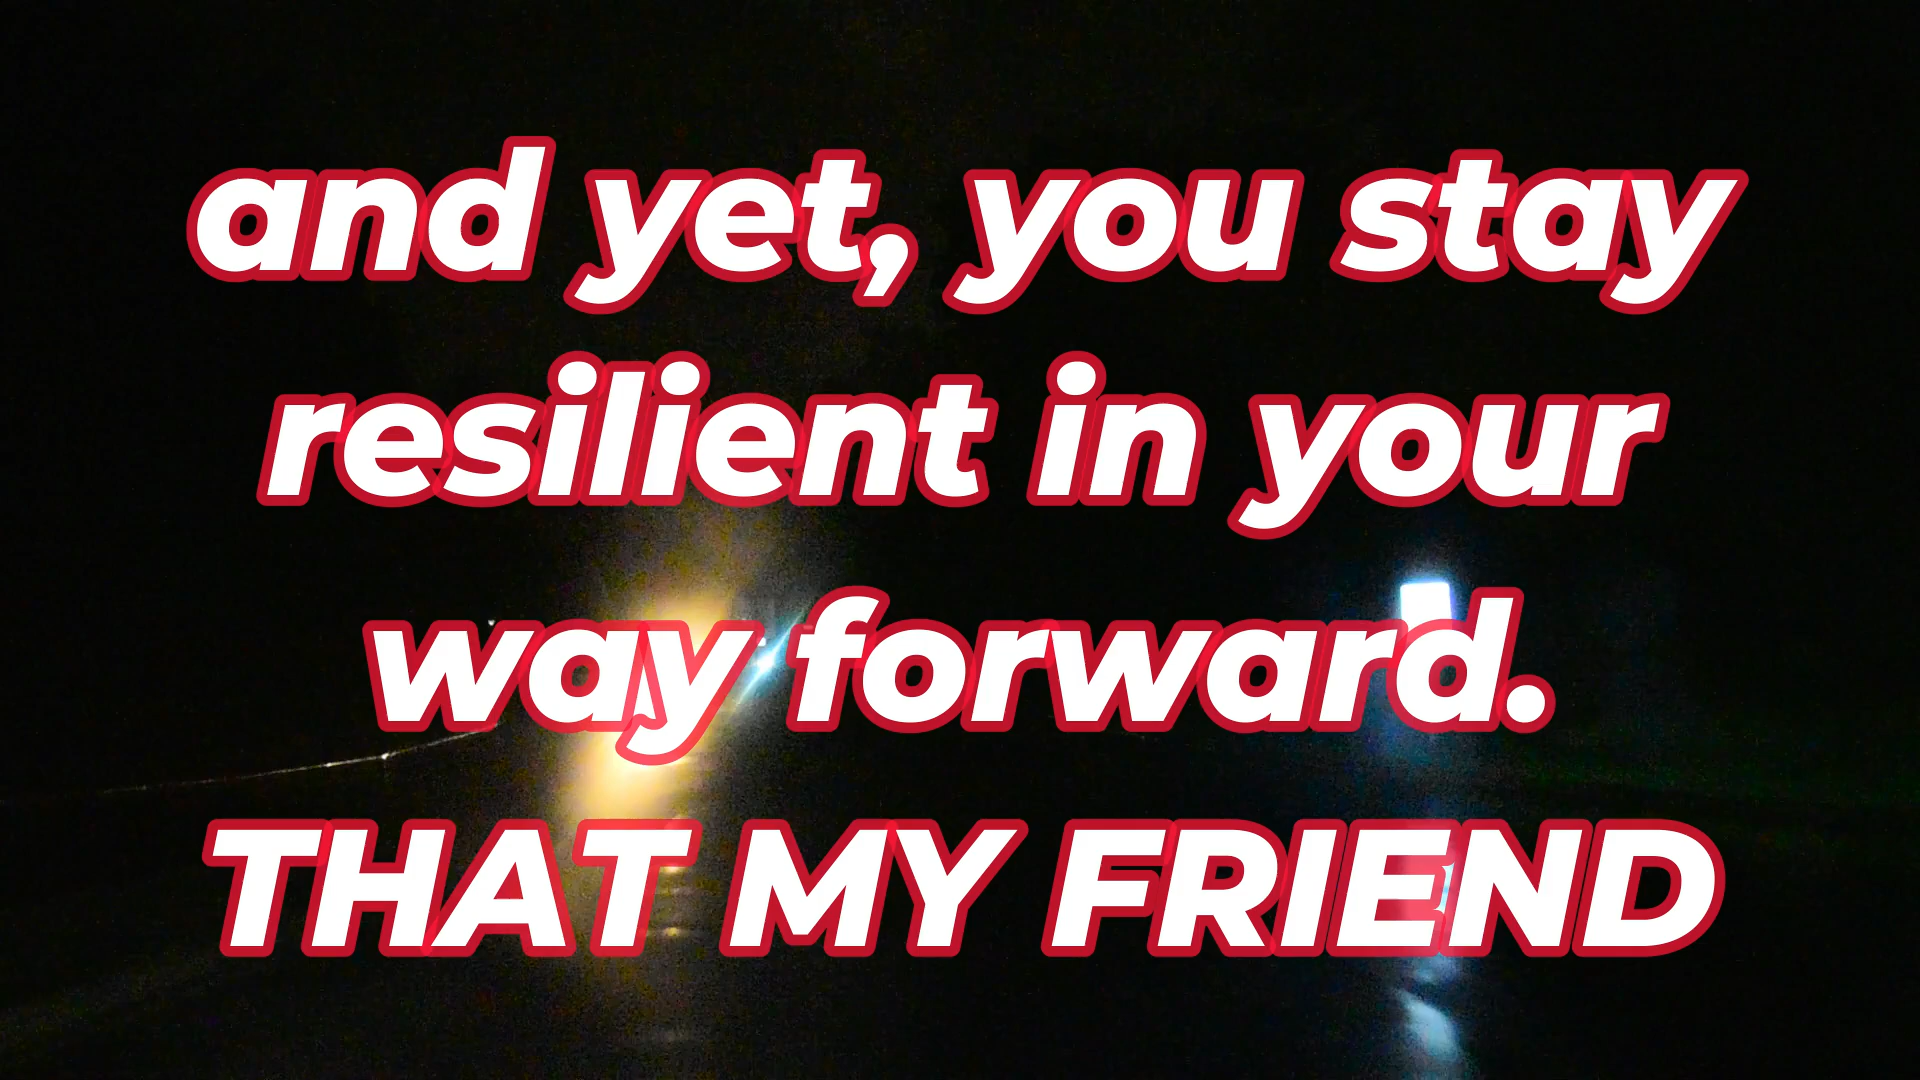 and yet, you stay
resilient in your
way forward.
THAT MY FRIEND